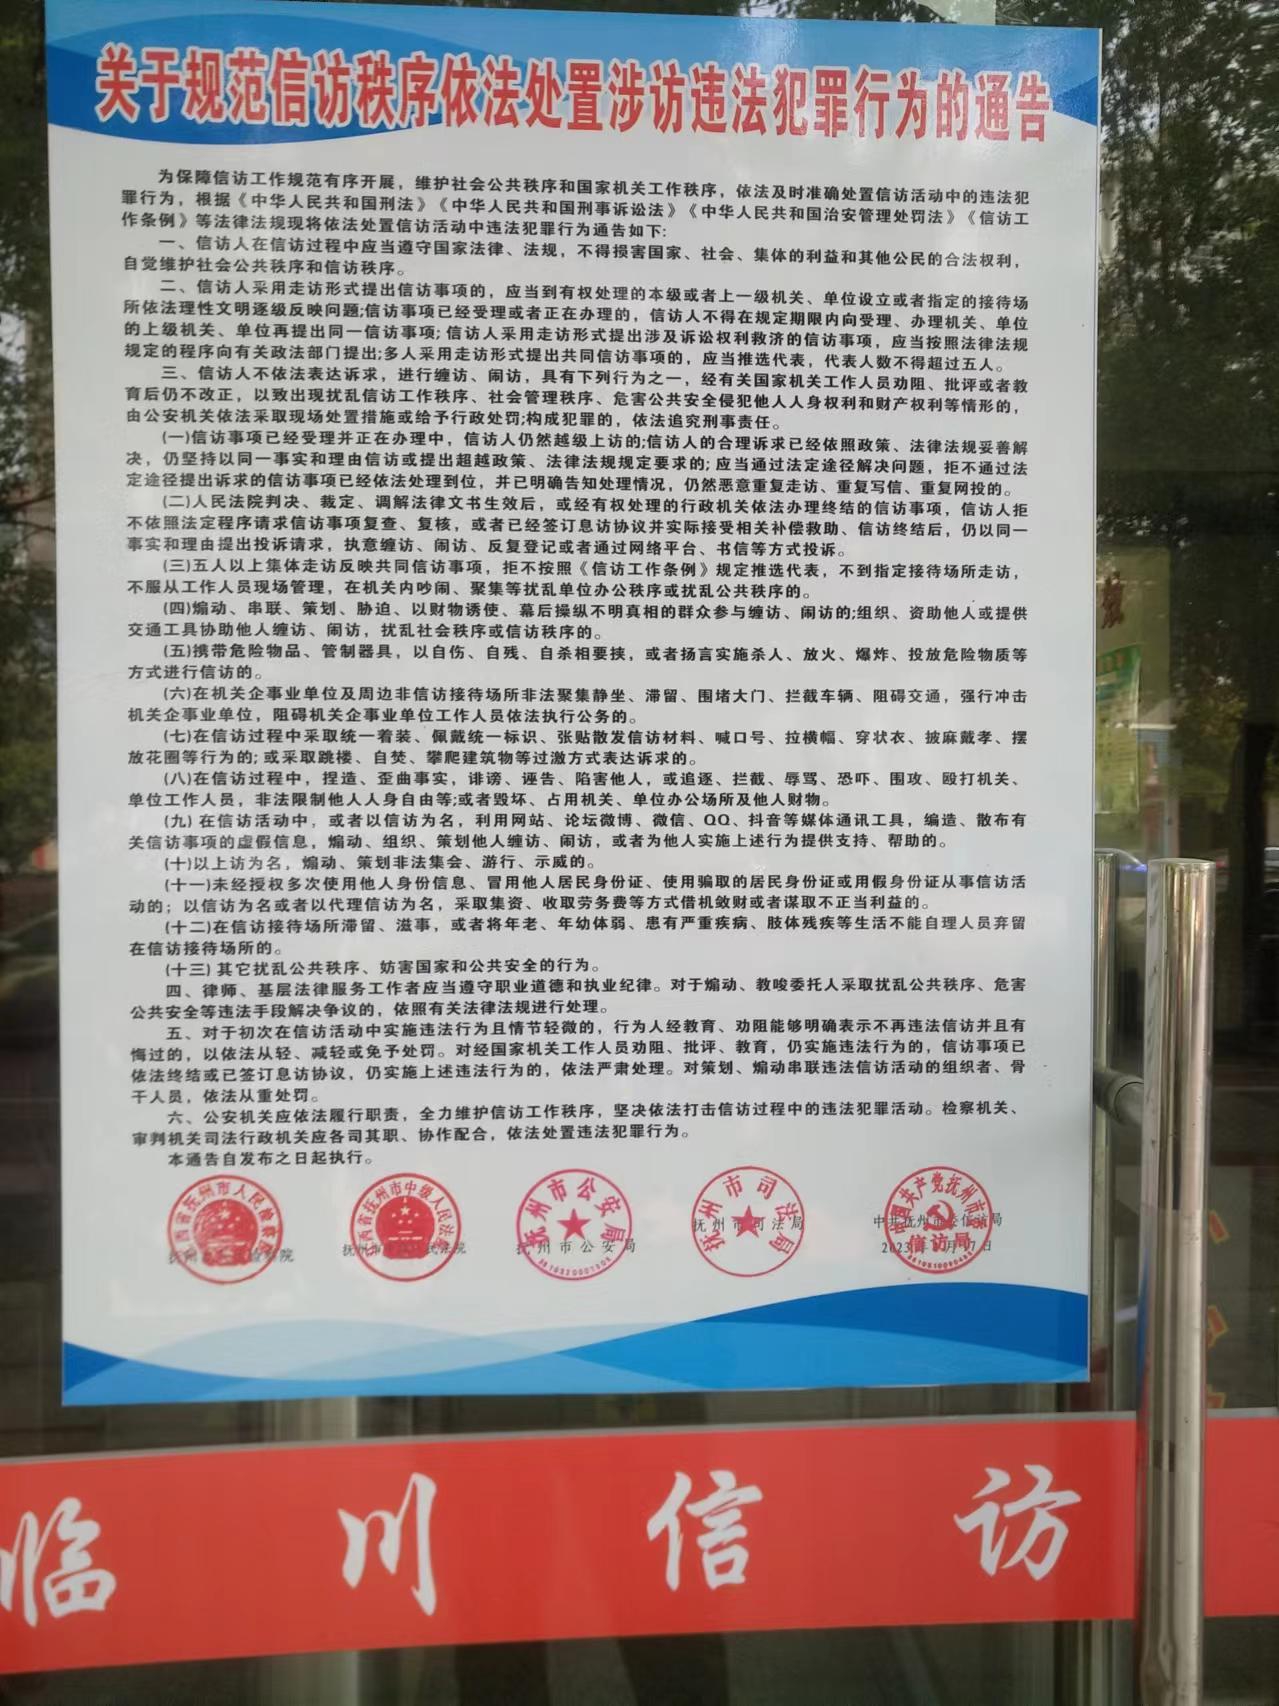 关于规范信访秩序依法处置涉访违法犯罪行为的通告
为保障信访工作规范有序开展，维护社会公共秩序和国家机关工作秩序，依法及时准确处置信访活动中的违法犯
罪行为，根据《中华人民共和国刑法》《中华人民共和国刑事诉讼法》《中华人民共和国治安管理处罚法》《信访工
作条例》等法律法规现将依法处置信访活动中违法犯罪行为通告如下:
一、信访人在信访过程中应当遵守国家法律、法规，不得损害国家、社会、集体的利益和其他公民的合法权利，
自觉维护社会公共秩序和信访秩序。
二、信访人采用走访形式提出信访事项的，应当到有权处理的本级或者上一级机关、单位设立或者指定的接待场
所依法理性文明逐级反映问题;信访事项已经受理或者正在办理的，信访人不得在规定期限内向受理、办理机关、单位
的上级机关、单位再提出同一信访事项；信访人采用走访形式提出涉及诉讼权利救济的信访事项，应当按照法律法规
规定的程序向有关政法部门提出;多人采用走访形式提出共同信访事项的，应当推选代表，代表人数不得超过五人。
三、信访人不依法表达诉求，进行缠访、闹访，具有下列行为之一，经有关国家机关工作人员劝阻、批评或者教
育后仍不改正，以致出现扰乱信访工作秩序、社会管理秩序、危害公共安全侵犯他人人身权利和财产权利等情形的，
由公安机关依法采取现场处置措施或给予行政处罚;构成犯罪的，依法追究刑事责任。
(一)信访事项已经受理并正在办理中，信访人仍然越级上访的;信访人的合理诉求已经依照政策、法律法规妥善解
决，仍坚持以同一事实和理由信访或提出超越政策、法律法规规定要求的；应当通过法定途径解决问题，拒不通过法
定途径提出诉求的信访事项已经依法处理到位，并已明确告知处理情况，仍然恶意重复走访、重复写信、重复网投的。
(二)人民法院判决、裁定、调解法律文书生效后，或经有权处理的行政机关依法办理终结的信访事项，信访人拒
不依照法定程序请求信访事项复查、复核，或者已经签订息访协议并实际接受相关补偿救助、信访终结后，仍以同一
事实和理由提出投诉请求，执意缠访、闹访、反复登记或者通过网络平台、书信等方式投诉。
(三)五人以上集体走访反映共同信访事项，拒不按照《信访工作条例》规定推选代表，不到指定接待场所走访，
不服从工作人员现场管理，在机关内吵闹、聚集等扰乱单位办公秩序或扰乱公共秩序的。
(四)煽动、串联、策划、胁迫、以财物诱使、幕后操纵不明真相的群众参与缠访、闹访的;组织、资助他人或提供
交通工具协助他人缠访、闹访，扰乱社会秩序或信访秩序的。
(五)携带危险物品、管制器具，以自伤、自残、自杀相要挟，或者扬言实施杀人、放火、爆炸、投放危险物质等
方式进行信访的。
(六)在机关企事业单位及周边非信访接待场所非法聚集静坐、滞留、围堵大门、拦截车辆、阻碍交通，强行冲击
机关企事业单位，阻碍机关企事业单位工作人员依法执行公务的。
(七)在信访过程中采取统一着装、佩戴统一标识、张贴散发信访材料、喊口号、拉横幅、穿状衣、披麻戴孝、摆
放花圈等行为的；或采取跳楼、自焚、攀爬建筑物等过激方式表达诉求的。
(八)在信访过程中，捏造、歪曲事实，诽谤、诬告、陷害他人，或追逐、拦截、辱骂、恐吓、围攻、殴打机关、
单位工作人员，非法限制他人人身自由等;或者毁坏、占用机关、单位办公场所及他人财物。
(九)在信访活动中，或者以信访为名，利用网站、论坛微博、微信、QQ、抖音等媒体通讯工具，编造、散布有
关信访事项的虚假信息，煽动、组织、策划他人缠访、闹访，或者为他人实施上述行为提供支持、帮助的。
(十)以上访为名，煽动、策划非法集会、游行、示威的。
(十一)未经授权多次使用他人身份信息、冒用他人居民身份证、使用骗取的居民身份证或用假身份证从事信访活
动的；以信访为名或者以代理信访为名，采取集资、收取劳务费等方式借机敛财或者谋取不正当利益的。
(十二)在信访接待场所滞留、滋事，或者将年老、年幼体弱、患有严重疾病、肢体残疾等生活不能自理人员弃留
在信访接待场所的。
(十三)其它扰乱公共秩序、妨害国家和公共安全的行为。
四、律师、基层法律服务工作者应当遵守职业道德和执业纪律。对于煽动、教唆委托人采取扰乱公共秩序、危害
公共安全等违法手段解决争议的，依照有关法律法规进行处理。
五、对于初次在信访活动中实施违法行为且情节轻微的，行为人经教育、劝阻能够明确表示不再违法信访并且有
悔过的，以依法从轻、减轻或免予处罚。对经国家机关工作人员劝阻、批评、教育，仍实施违法行为的，信访事项已
依法终结或已签订息访协议，仍实施上述违法行为的，依法严肃处理。对策划、煽动串联违法信访活动的组织者、骨
干人员，依法从重处罚。
六、公安机关应依法履行职责，全力维护信访工作秩序，坚决依法打击信访过程中的违法犯罪活动。检察机关、
审判机关司法行政机关应各司其职、协作配合，依法处置违法犯罪行为。
本通告自发布之日起执行。
抚州市公安局
抚州市司法局
抚州市公安局
抚州市司法局
信访局
临川信访